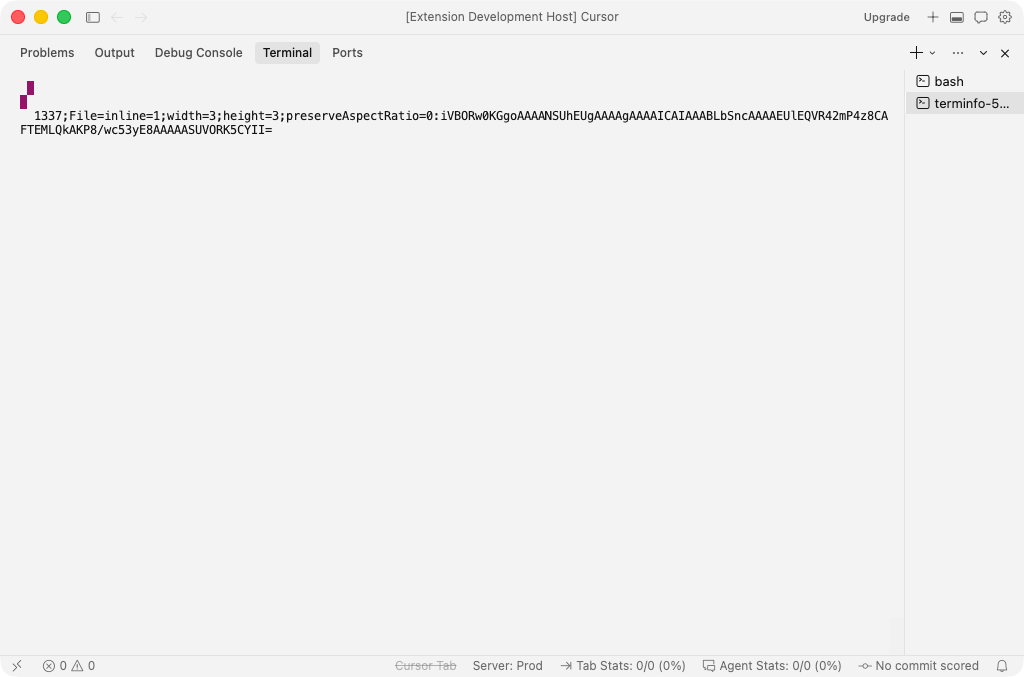 [Extension Development Host] Cursor
Upgrade
Problems Output Debug Console Terminal Ports
bash
terminfo-5...
1337;File=inline=1;width=3;height=3;preserveAspectRatio=0:iVBORw0KGgoAAAANSUhEUgAAAAgAAAAICAIAAABLbSncAAAAEUlEQVR42mP4z8CA
FTEMLQkAKP8/wc53yE8AAAAASUVORK5CYII=
0 0 Cursor Tab Server: Prod Tab Stats: 0/0 (0%) Agent Stats: 0/0 (0%) No commit scored